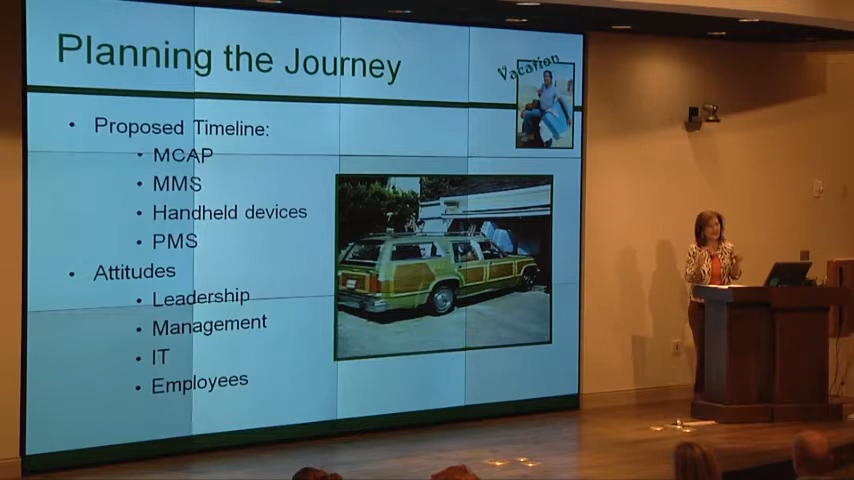 Planning the Journey
Vacation
• Proposed Timeline:
• MCAP
• MMS
• Handheld devices
• PMS
• Attitudes
• Leadership
• Management
• IT
• Employees